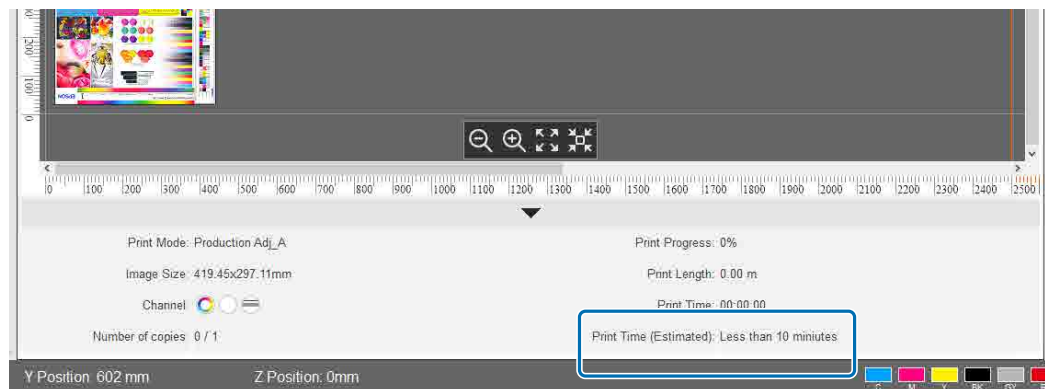 200
100
0
0 100 200 300 400 500 600 700 800 900 1000 1100 1200 1300 1400 1500 1600 1700 1800 1900 2000 2100 2200 2300 2400 2500
Print Mode: Production Adj_A
Print Progress: 0%
Image Size: 419.45x297.11mm
Print Length: 0.00 m
Channel
Print Time: 00:00:00
Number of copies 0 / 1
Print Time (Estimated): Less than 10 miniutes
Y Position: 602 mm
Z Position: 0mm
C M Y BK GY